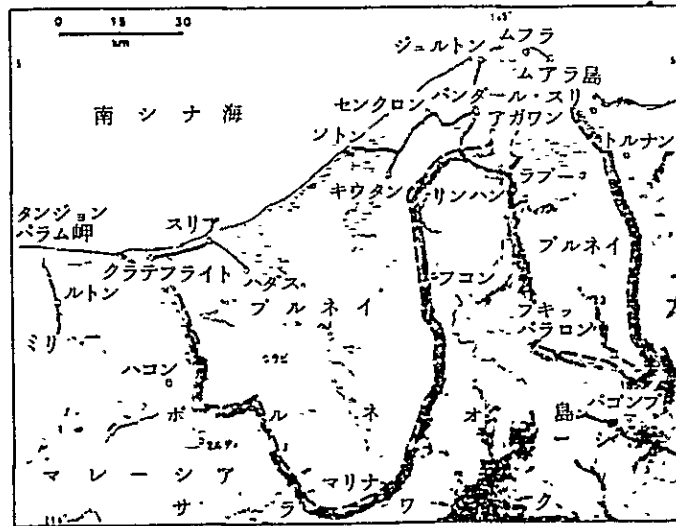 0 15 30
km
ムフラ
ジェルトン
ムアラ島
南シナ海
センクロン
バンダール・スリ
アガワン
ソトン
トルナン
キウタン
リンハン
ラブー
タンジョン
バラム岬
スリア
ブルネイ
クラテフライト
ルトン
ハダス
フコン
ブルネイ
ミリ
ラビ
ブキッ
パラロン
ハコン
パゴンプ
ボルネオ島
マレーシア
マリナ
サラワク